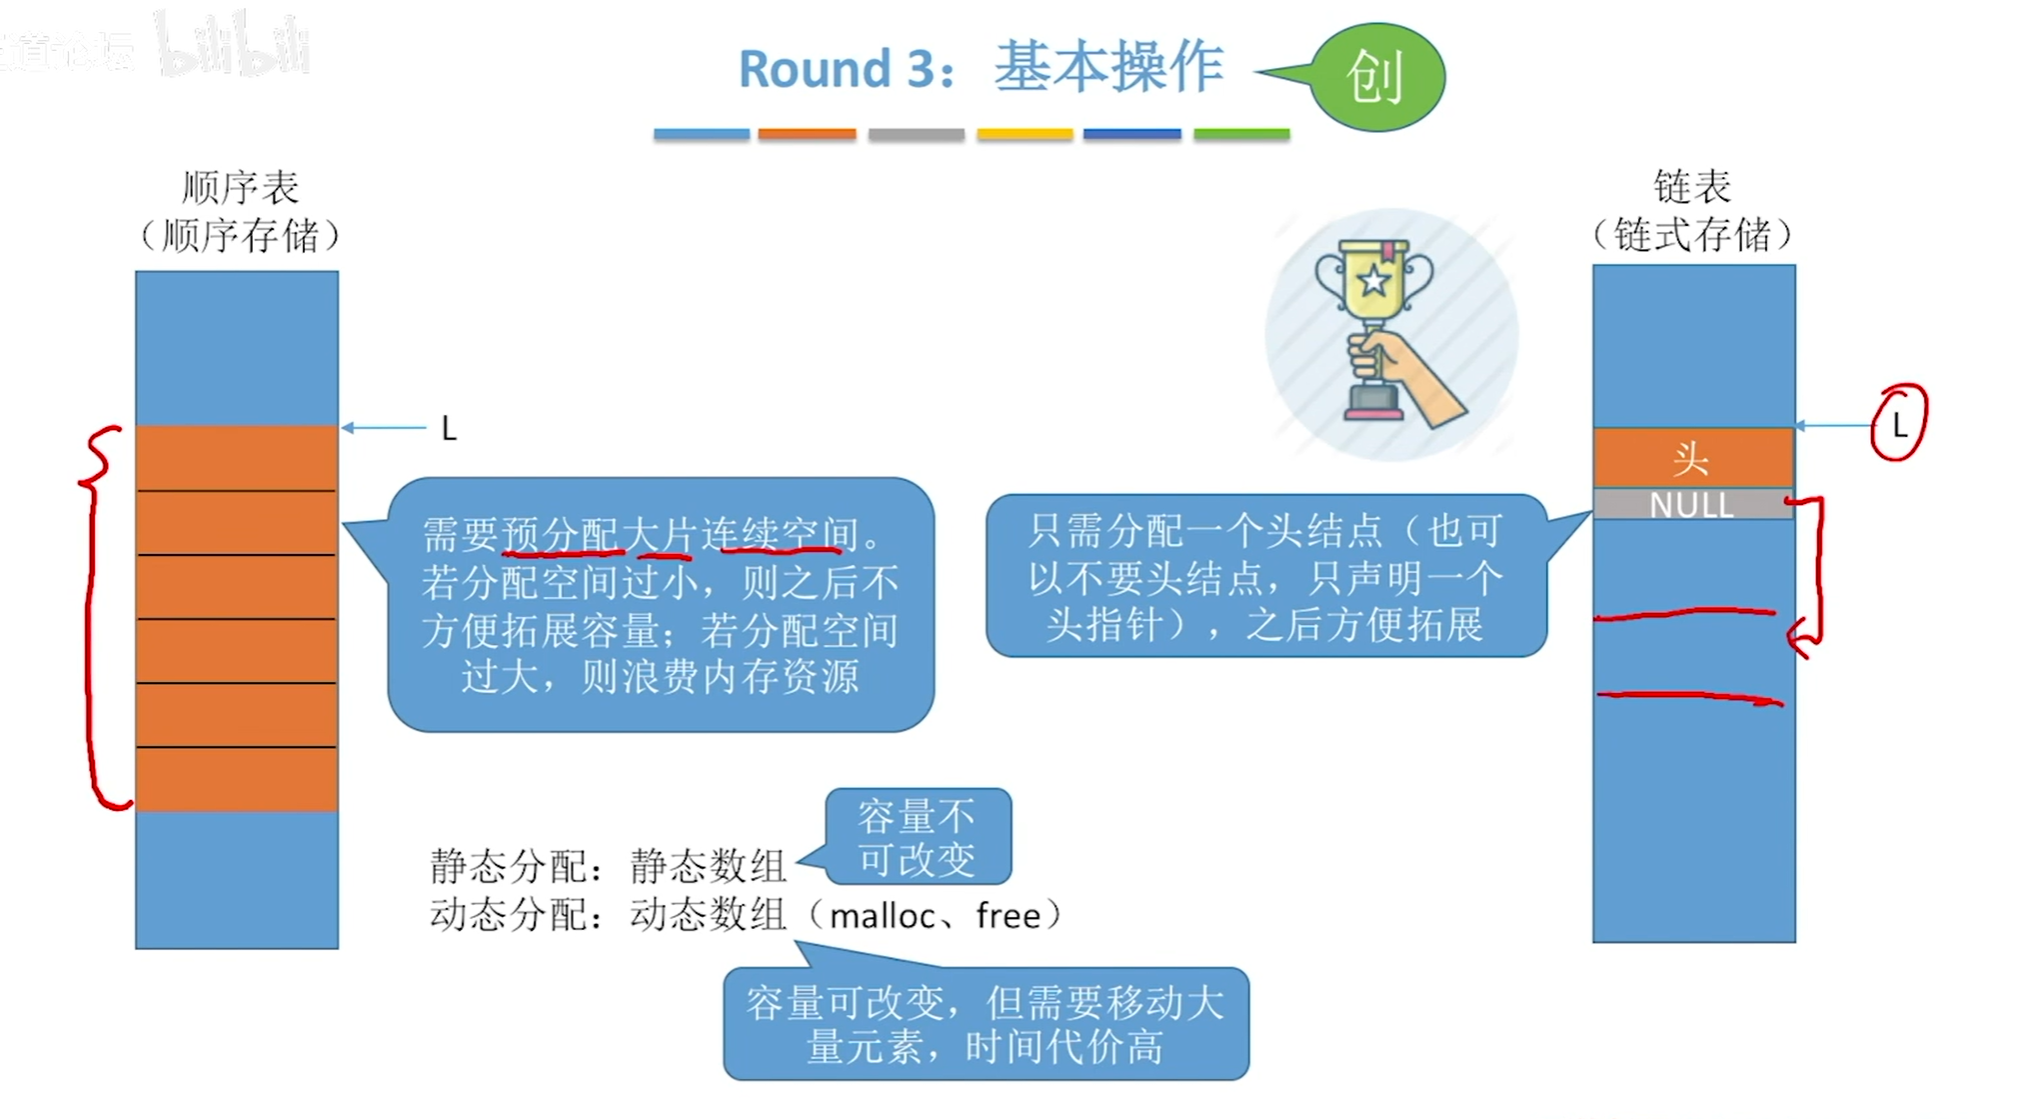 道论坛 bilibili
Round 3：基本操作
创
顺序表
（顺序存储）
L
需要预分配大片连续空间。
若分配空间过小，则之后不
方便拓展容量；若分配空间
过大，则浪费内存资源
链表
（链式存储）
L
头
NULL
只需分配一个头结点（也可
以不要头结点，只声明一个
头指针），之后方便拓展
容量不
可改变
静态分配：静态数组
动态分配：动态数组（malloc、free）
容量可改变，但需要移动大
量元素，时间代价高